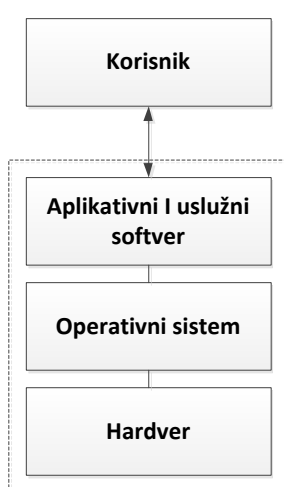 Korisnik
Aplikativni I uslužni
softver
Operativni sistem
Hardver